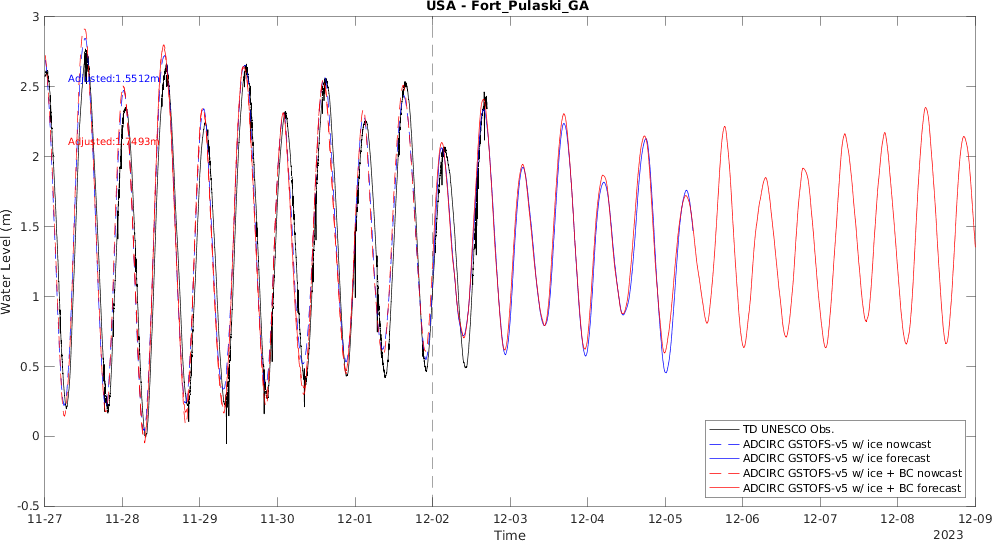 USA - Fort_Pulaski_GA
3
2.5
2
1.5
1
0.5
0
-0.5
Water Level (m)
Adjusted:1.5512m
Adjusted:1.7493m
TD UNESCO Obs.
ADCIRC GSTOFS-v5 w/ ice nowcast
ADCIRC GSTOFS-v5 w/ ice forecast
ADCIRC GSTOFS-v5 w/ ice + BC nowcast
ADCIRC GSTOFS-v5 w/ ice + BC forecast
11-27 11-28 11-29 11-30 12-01 12-02 12-03 12-04 12-05 12-06 12-07 12-08 12-09
Time
2023